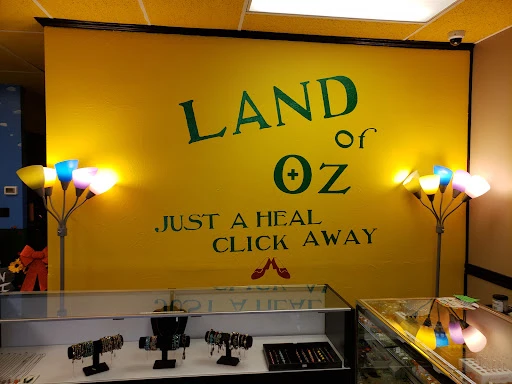 LAND
of
Oz
JUST A HEAL
CLICK AWAY